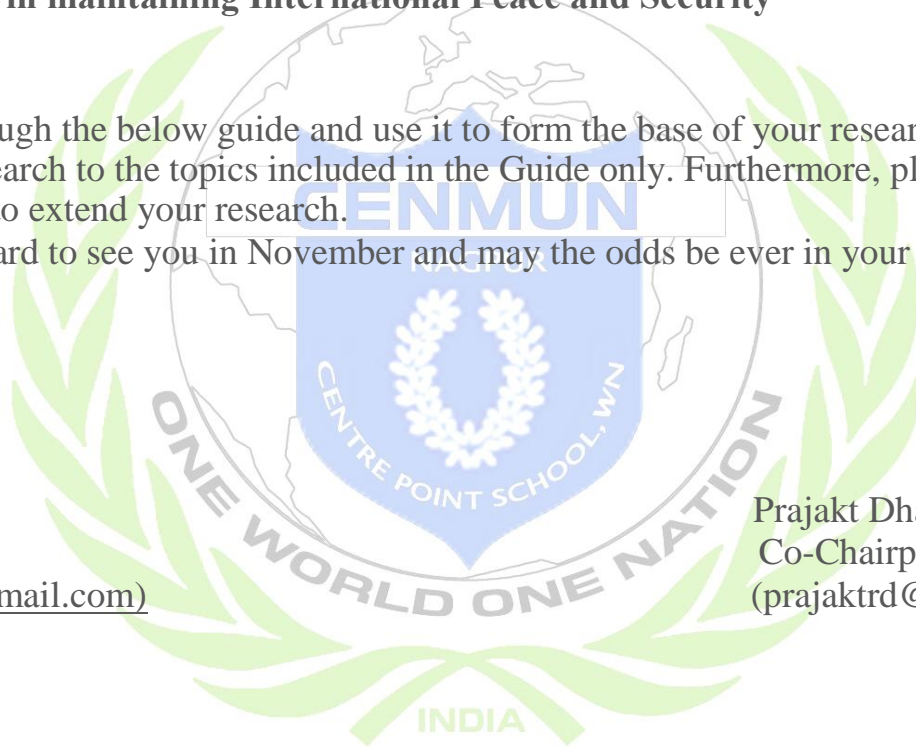 in maintaining International Peace and Security
ugh the below guide and use it to form the base of your resear
earch to the topics included in the Guide only. Furthermore, pl
to extend your research.
ard to see you in November and may the odds be ever in your
CENMUN
NAGPUR
CENTRE POINT SCHOOL, WN
ONE WORLD ONE NATION
INDIA
Prajakt Dha
Co-Chairp
mail.com)
(prajaktrd@